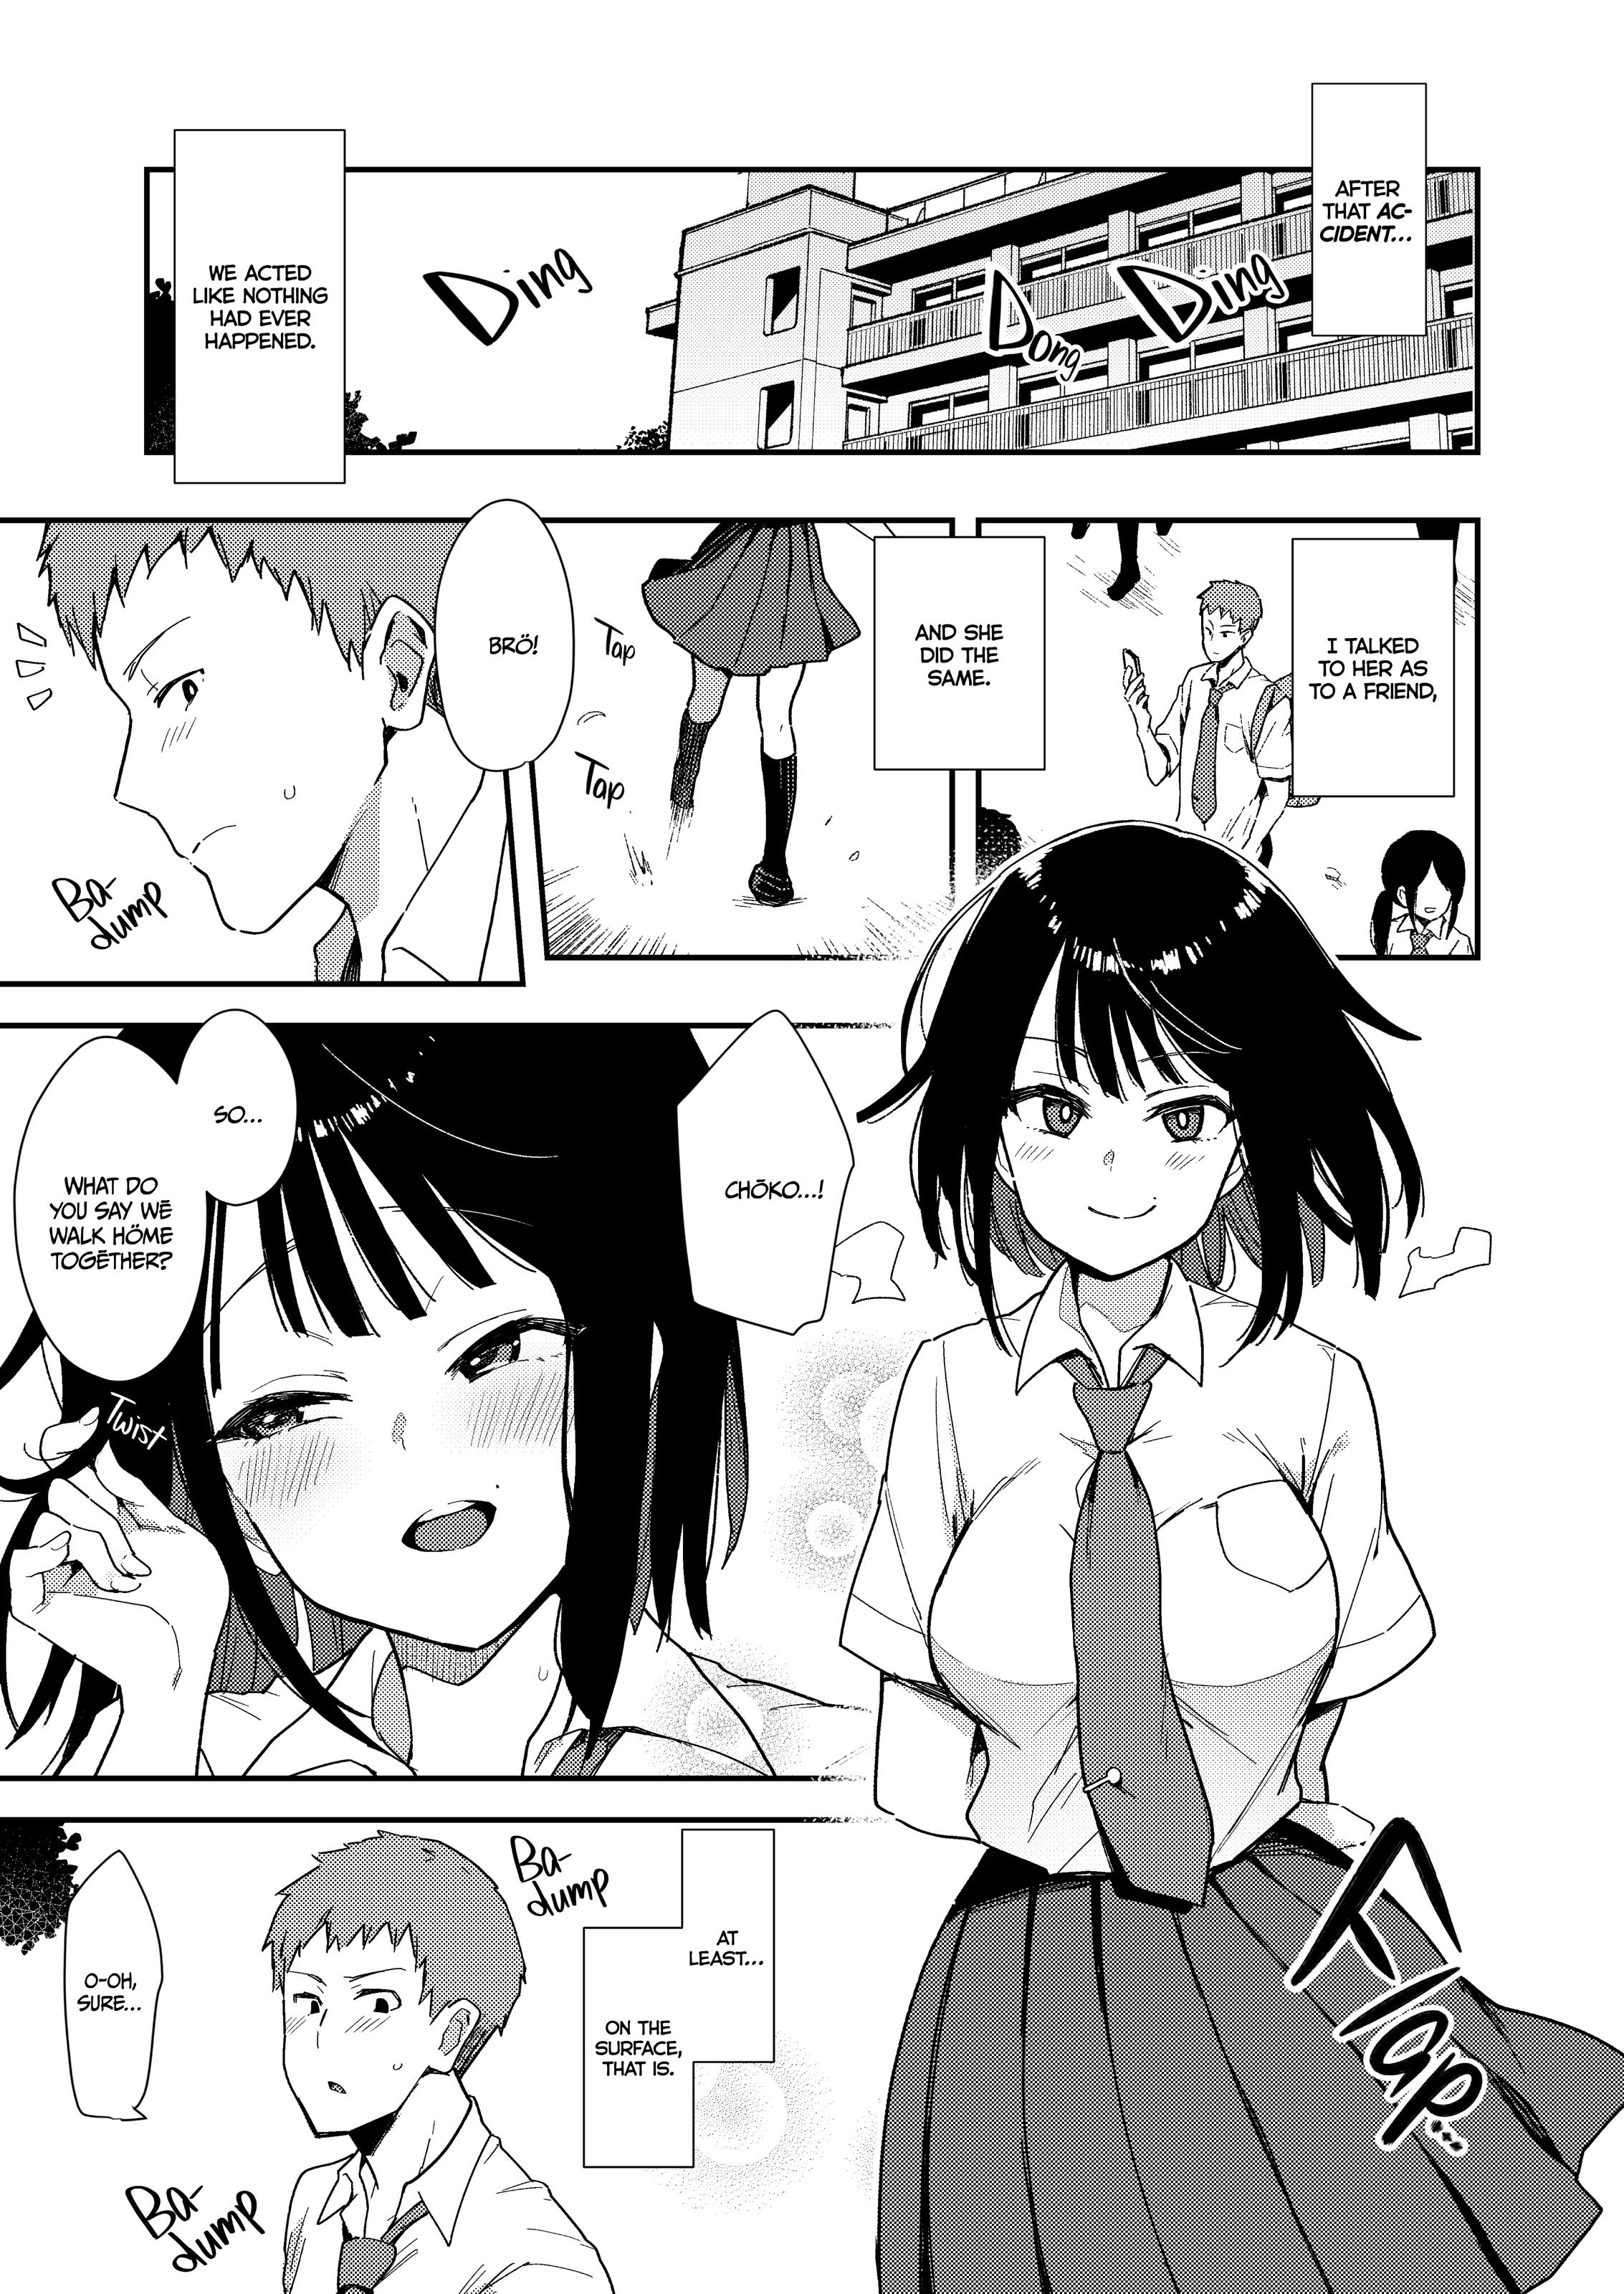 AFTER
THAT AC-
CIDENT...
Ding
Dong
Ding
WE ACTED
LIKE NOTHING
HAD EVER
HAPPENED.
I TALKED
TO HER AS
TO A FRIEND,
AND SHE
DID THE
SAME.
Tap
Tap
BRÖ!
Ba-
dump
CHŌKO...!
SO...
WHAT DO
YOU SAY WĒ
WALK HÖME
TOGĒTHER?
Twist
Flap...
AT
LEAST...
ON THE
SURFACE,
THAT IS.
Ba-
dump
O-OH,
SURE...
Ba-
dump